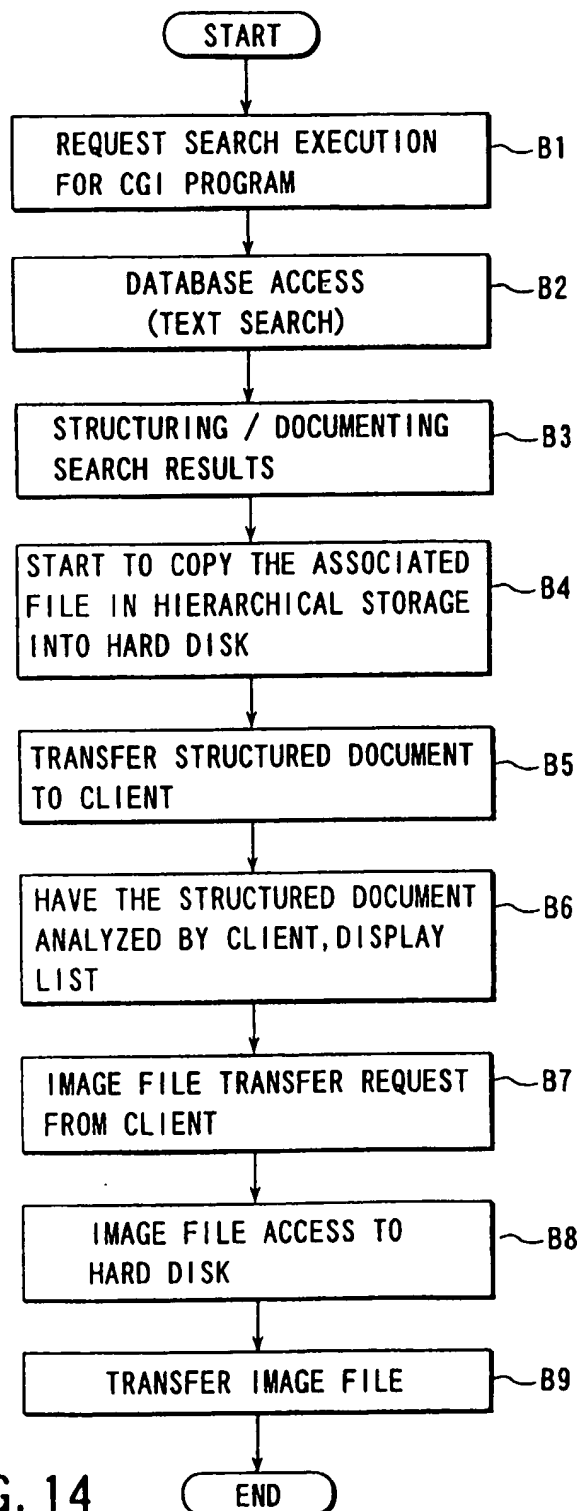 START
REQUEST SEARCH EXECUTION
FOR CGI PROGRAM
B1
DATABASE ACCESS
(TEXT SEARCH)
B2
STRUCTURING / DOCUMENTING
SEARCH RESULTS
B3
START TO COPY THE ASSOCIATED
FILE IN HIERARCHICAL STORAGE
INTO HARD DISK
B4
TRANSFER STRUCTURED DOCUMENT
TO CLIENT
B5
HAVE THE STRUCTURED DOCUMENT
ANALYZED BY CLIENT, DISPLAY
LIST
B6
IMAGE FILE TRANSFER REQUEST
FROM CLIENT
B7
IMAGE FILE ACCESS TO
HARD DISK
B8
TRANSFER IMAGE FILE
B9
END
G. 14